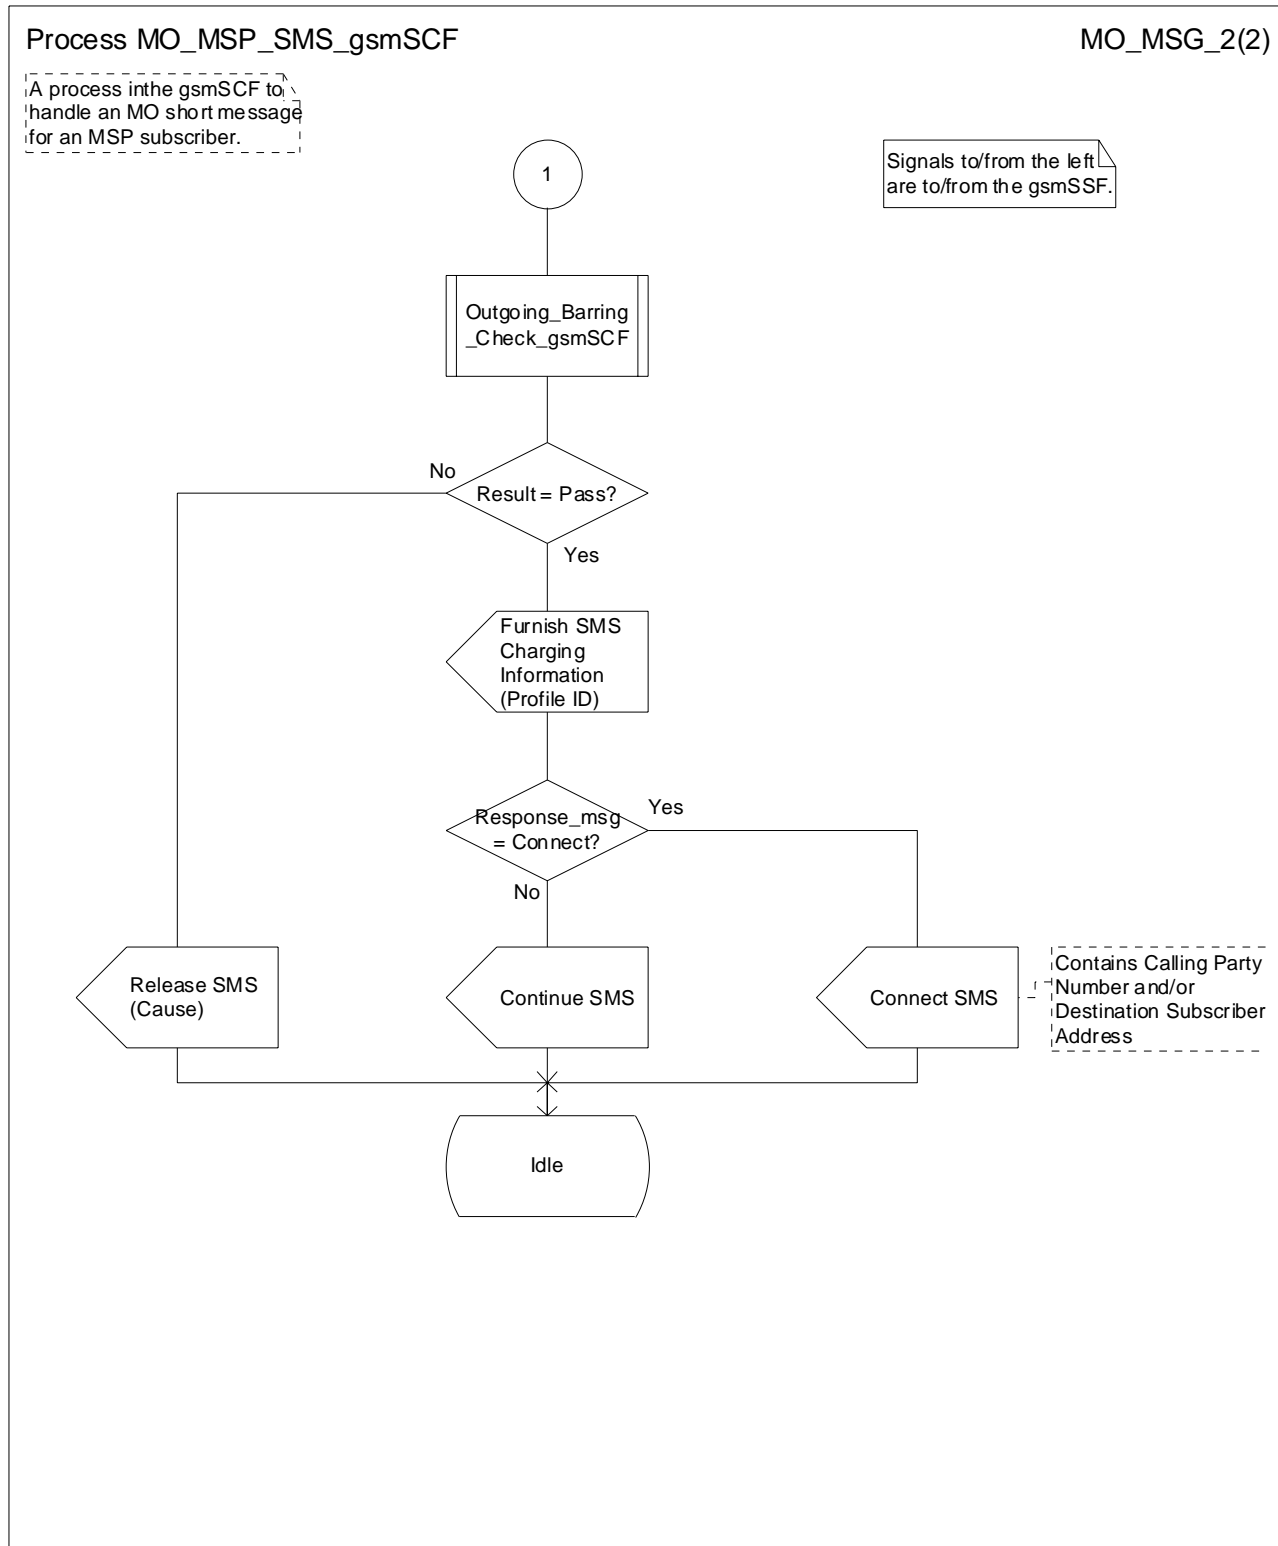 Process MO_MSP_SMS_gsmSCF
MO_MSG_2(2)
A process inthe gsmSCF to
handle an MO short message
for an MSP subscriber.
Signals to/from the left
are to/from the gsmSSF.
1
Outgoing_Barring
_Check_gsmSCF
No
Result = Pass?
Yes
Furnish SMS
Charging
Information
(Profile ID)
Response_msg
= Connect?
Yes
No
Release SMS
(Cause)
Continue SMS
Connect SMS
Contains Calling Party
Number and/or
Destination Subscriber
Address
Idle